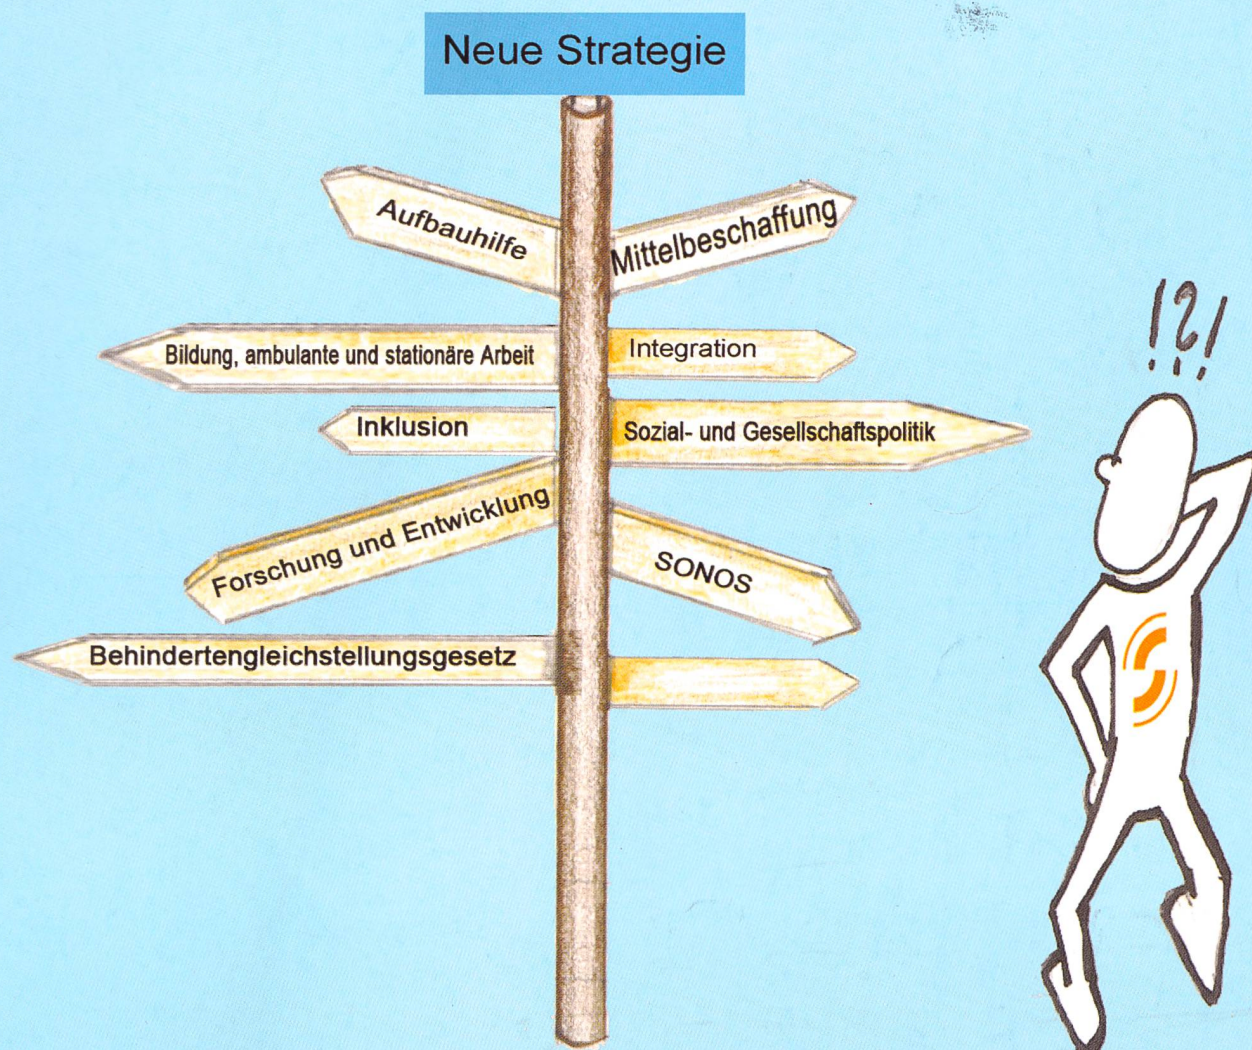 Neue Strategie
Aufbauhilfe
Mittelbeschaffung
Bildung, ambulante und stationäre Arbeit
Integration
Inklusion
Sozial- und Gesellschaftspolitik
Forschung und Entwicklung
SONOS
Behindertengleichstellungsgesetz
!?!